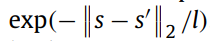 exp(− ‖s − s′‖₂ /l)